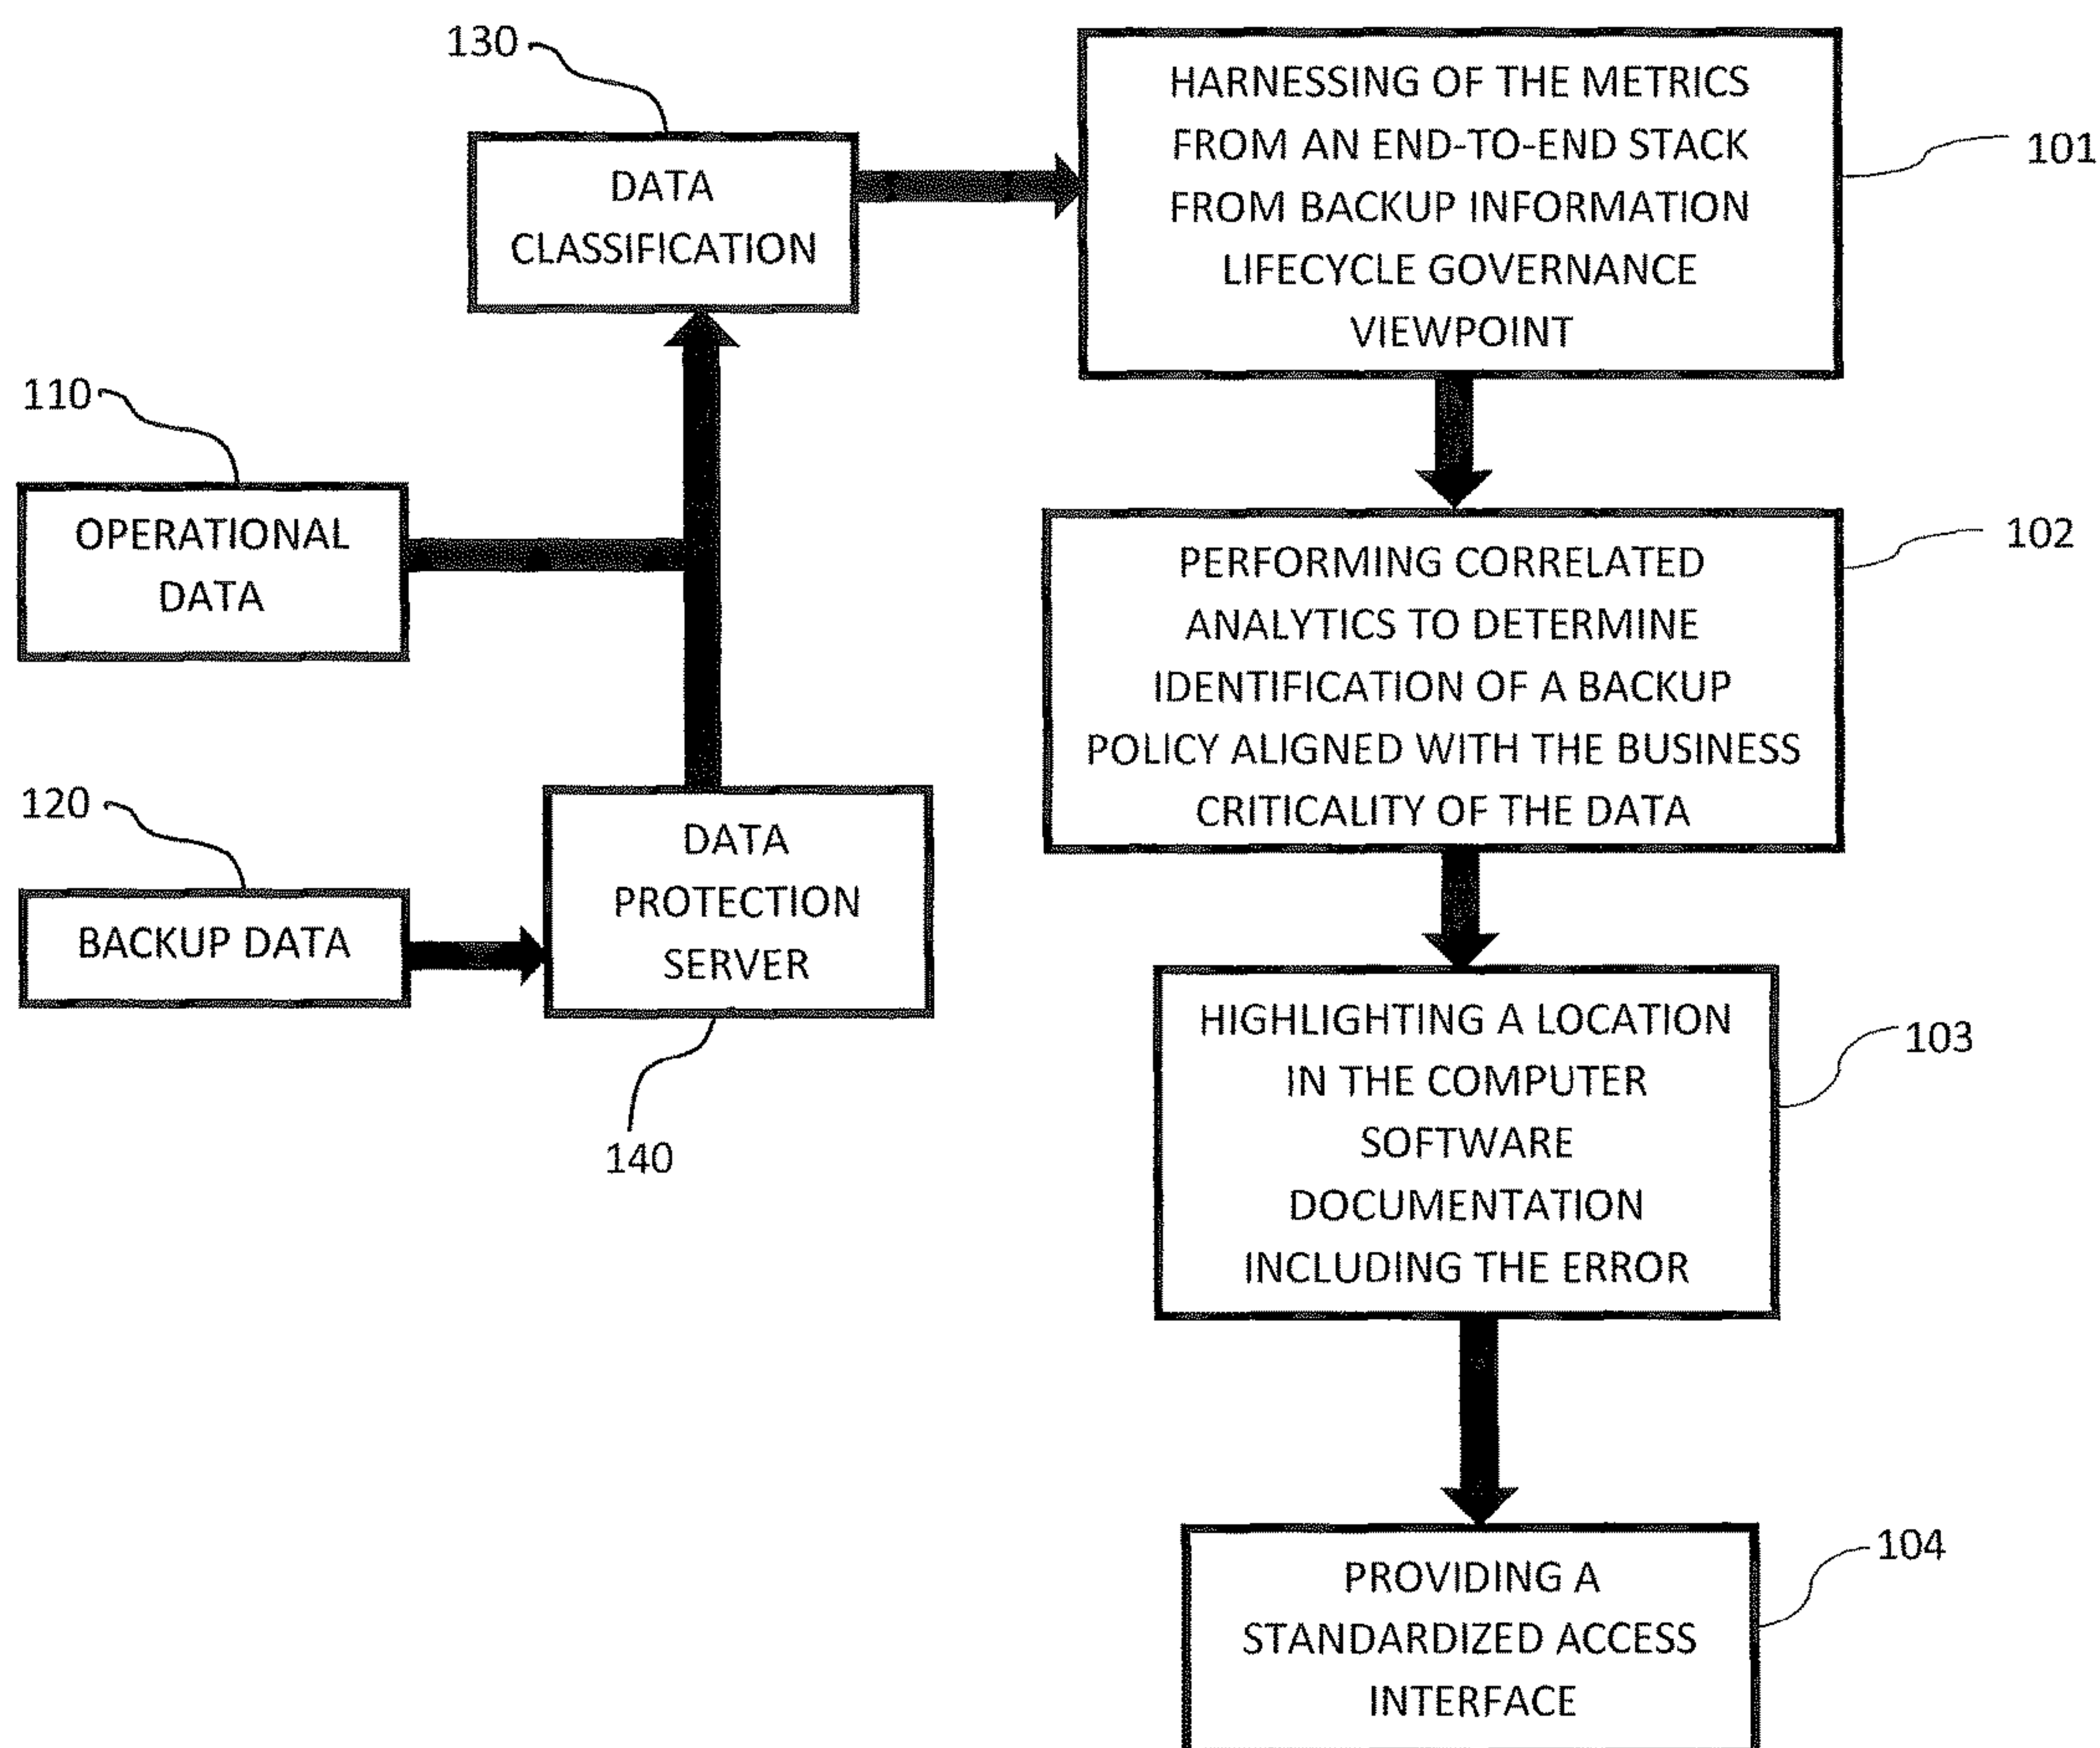 130
DATA
CLASSIFICATION
110
OPERATIONAL
DATA
120
BACKUP DATA
DATA
PROTECTION
SERVER
140
HARNESSING OF THE METRICS
FROM AN END-TO-END STACK
FROM BACKUP INFORMATION
LIFECYCLE GOVERNANCE
VIEWPOINT
101
PERFORMING CORRELATED
ANALYTICS TO DETERMINE
IDENTIFICATION OF A BACKUP
POLICY ALIGNED WITH THE BUSINESS
CRITICALITY OF THE DATA
102
HIGHLIGHTING A LOCATION
IN THE COMPUTER
SOFTWARE
DOCUMENTATION
INCLUDING THE ERROR
103
PROVIDING A
STANDARDIZED ACCESS
INTERFACE
104